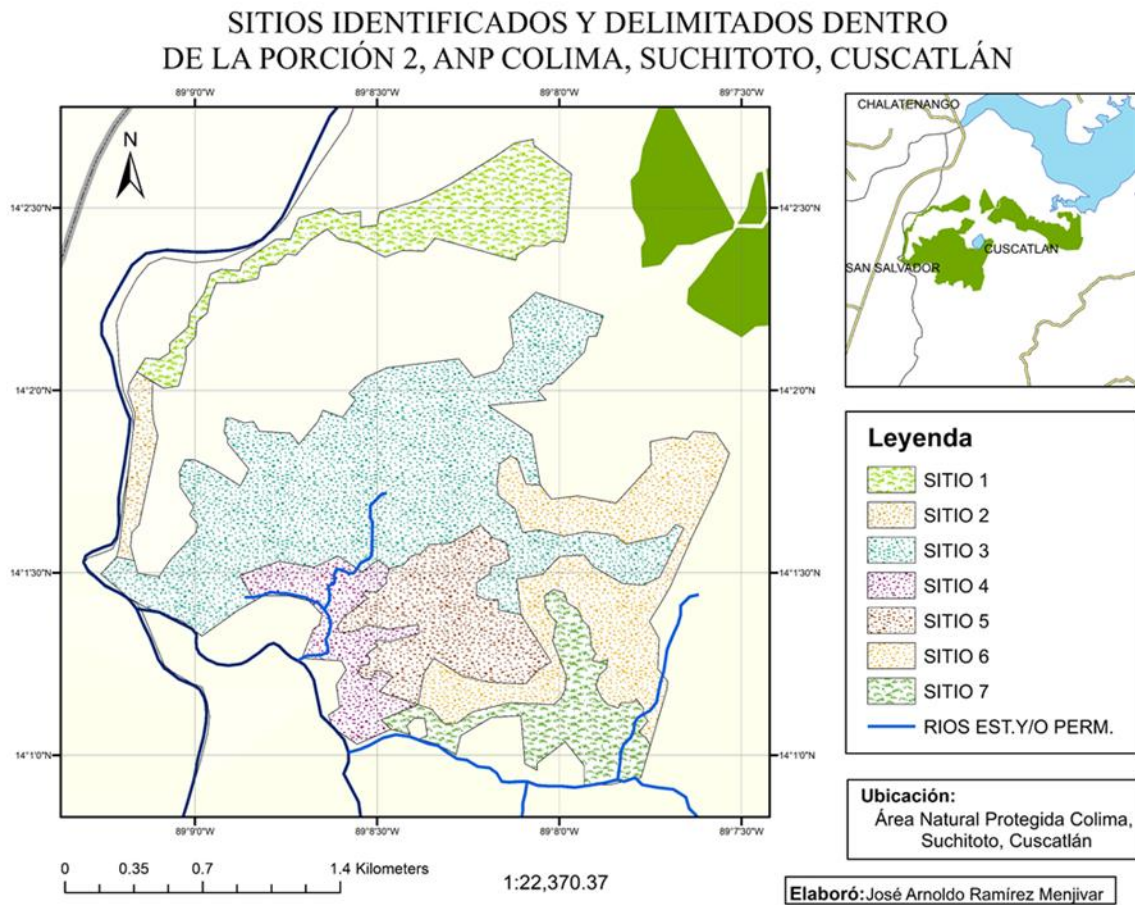 SITIOS IDENTIFICADOS Y DELIMITADOS DENTRO
DE LA PORCIÓN 2, ANP COLIMA, SUCHITOTO, CUSCATLÁN
89°0'0"W 89°8'30"W 89°8'0"W 89°7'30"W
N
14°2'30"N 14°2'30"N
14°2'0"N 14°2'0"N
14°1'30"N 14°1'30"N
14°1'0"N 14°1'0"N
89°9'0"W 89°8'30"W 89°8'0"W 89°7'30"W
0 0.35 0.7 1.4 Kilometers
1:22,370.37
CHALATENANGO
CUSCATLÁN
SAN SALVADOR
Leyenda
SITIO 1
SITIO 2
SITIO 3
SITIO 4
SITIO 5
SITIO 6
SITIO 7
RIOS EST.Y/O PERM.
Ubicación:
Área Natural Protegida Colima,
Suchitoto, Cuscatlán
Elaboró:José Arnoldo Ramírez Menjivar